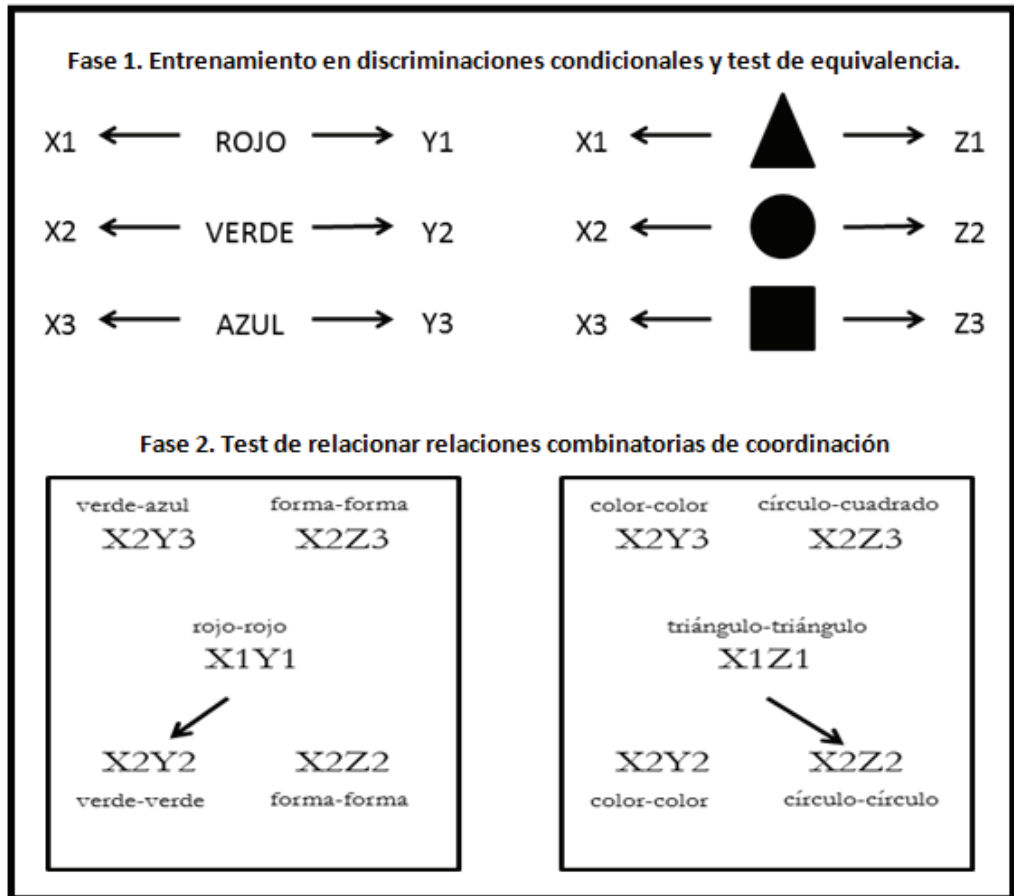 Fase 1. Entrenamiento en discriminaciones condicionales y test de equivalencia.
X1 ROJO Y1
X2 VERDE Y2
X3 AZUL Y3
X1 Z1
X2 Z2
X3 Z3
Fase 2. Test de relacionar relaciones combinatorias de coordinación
verde-azul forma-forma
X2Y3 X2Z3
rojo-rojo
X1Y1
X2Y2 X2Z2
verde-verde forma-forma
color-color círculo-cuadrado
X2Y3 X2Z3
triángulo-triángulo
X1Z1
X2Y2 X2Z2
color-color círculo-círculo